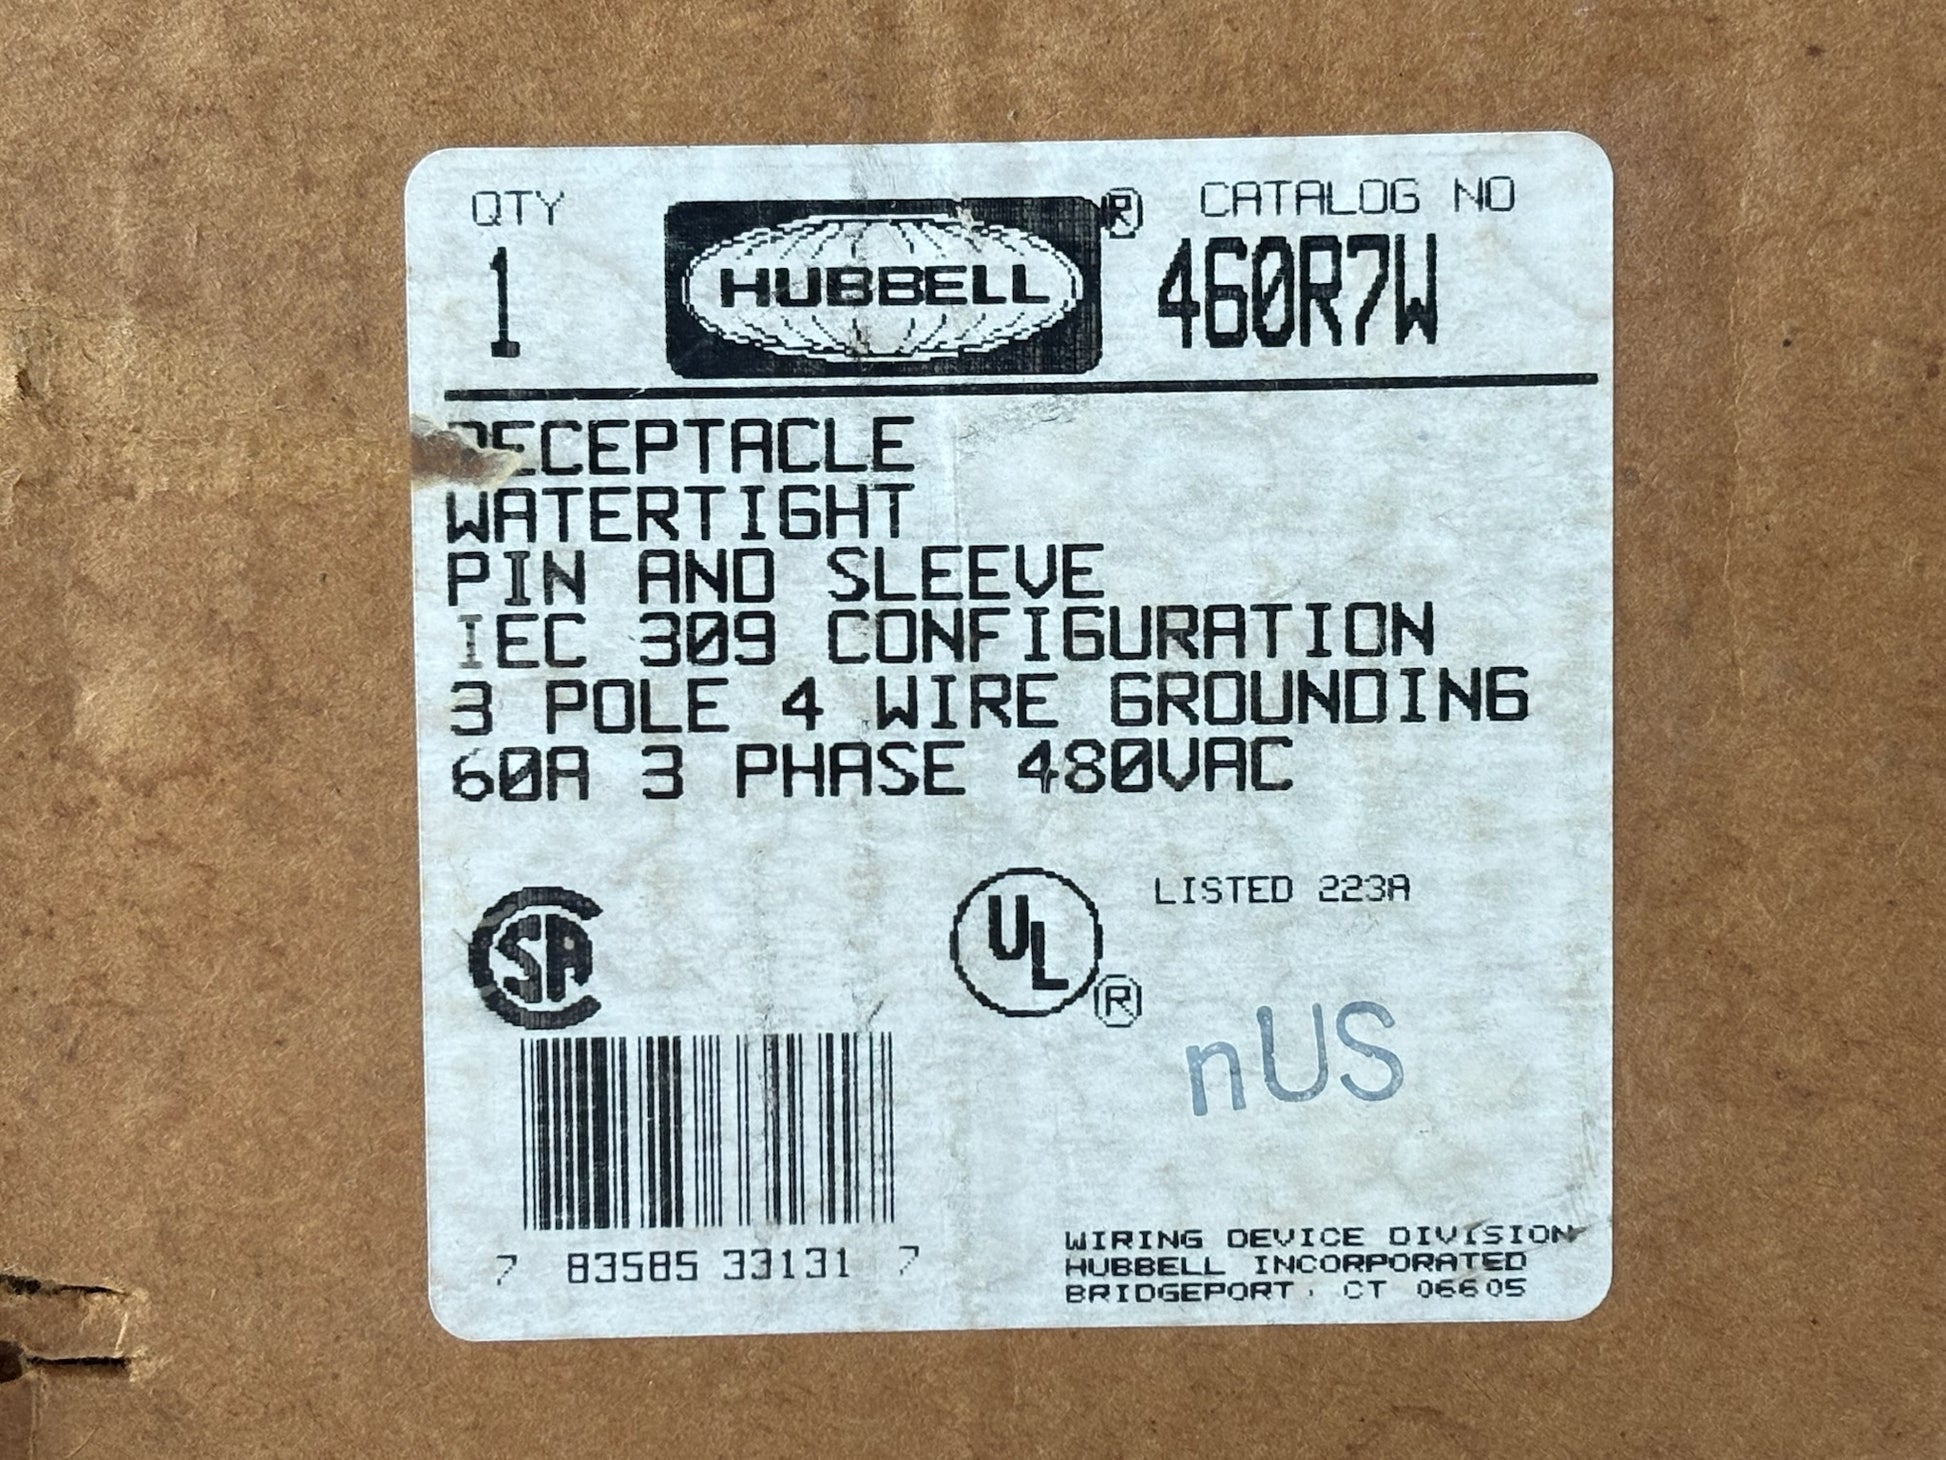 QTY
1
HUBBELL ®
CATALOG NO
460R7W
RECEPTACLE
WATERTIGHT
PIN AND SLEEVE
IEC 309 CONFIGURATION
3 POLE 4 WIRE GROUNDING
60A 3 PHASE 480VAC
CSA
UL ®
LISTED 223A
nUS
7 83585 33131 7
WIRING DEVICE DIVISION
HUBBELL INCORPORATED
BRIDGEPORT, CT 06605